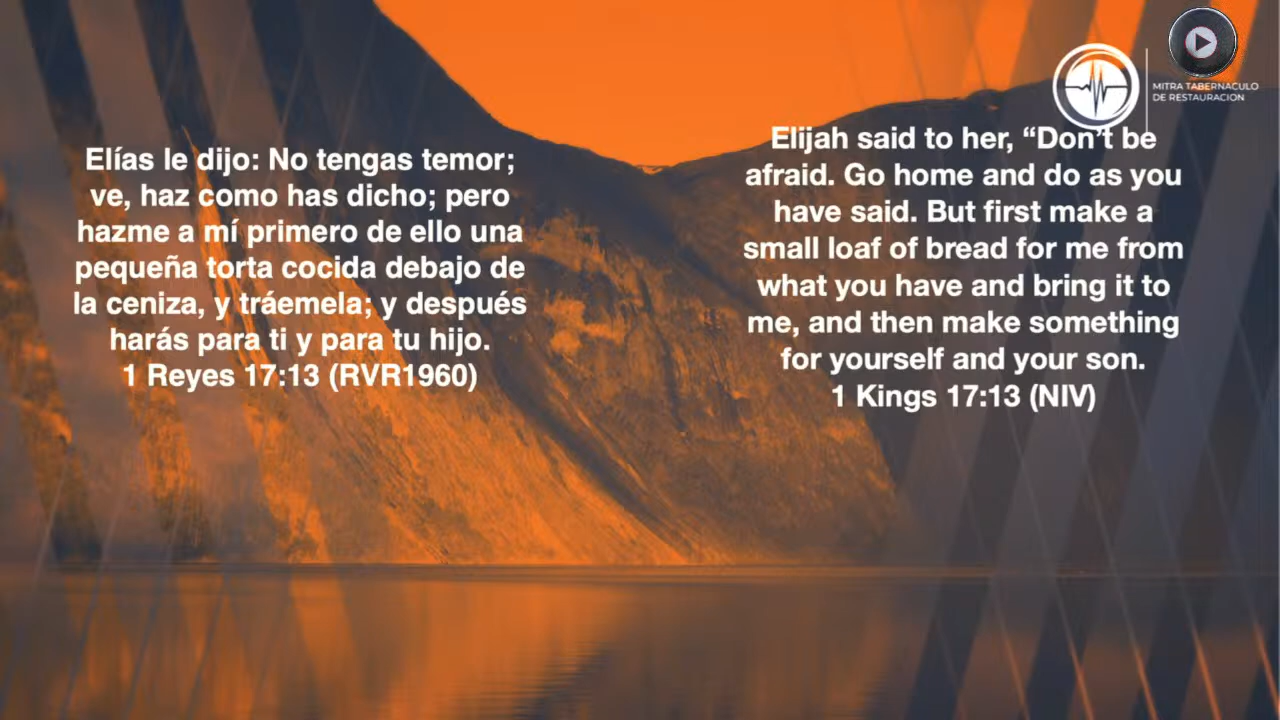 MITRA TABERNACULO
DE RESTAURACION
Elías le dijo: No tengas temor;
ve, haz como has dicho; pero
hazme a mí primero de ello una
pequeña torta cocida debajo de
la ceniza, y tráemela; y después
harás para ti y para tu hijo.
1 Reyes 17:13 (RVR1960)
Elijah said to her, “Don’t be
afraid. Go home and do as you
have said. But first make a
small loaf of bread for me from
what you have and bring it to
me, and then make something
for yourself and your son.
1 Kings 17:13 (NIV)